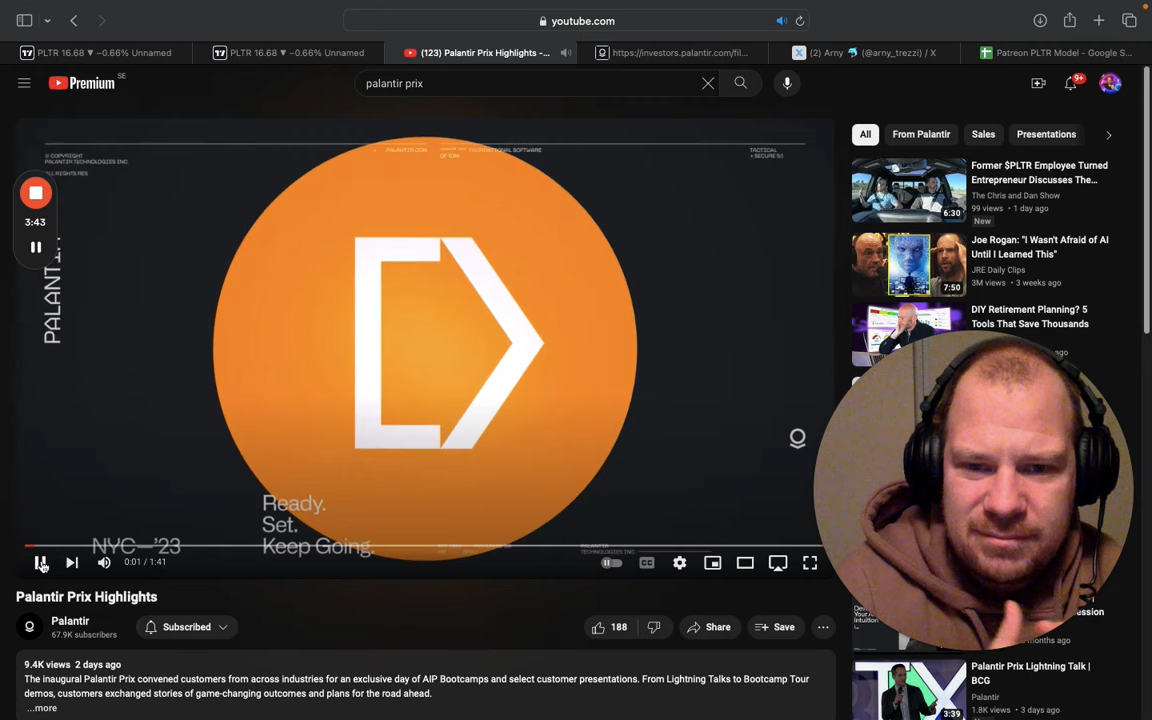 youtube.com
PLTR 16.68 ▼ −0.66% Unnamed
PLTR 16.68 ▼ −0.66% Unnamed
(123) Palantir Prix Highlights -...
https://investors.palantir.com/fil...
(2) Arny 🐬 (@arny_trezzi) / X
Patreon PLTR Model - Google S...
Premium SE
palantir prix
9+
All
From Palantir
Sales
Presentations
© COPYRIGHT
PALANTIR TECHNOLOGIES INC.
ALL RIGHTS RES
PALANTIR.COM
TACTICAL
+ SECURE
3:43
PALANTIR
Ready.
Set.
Keep Going.
NYC—'23
PALANTIR
TECHNOLOGIES INC.
0:01 / 1:41
CC
Palantir Prix Highlights
Palantir
67.9K subscribers
Subscribed
188
Share
Save
9.4K views 2 days ago
The inaugural Palantir Prix convened customers from across industries for an exclusive day of AIP Bootcamps and select customer presentations. From Lightning Talks to Bootcamp Tour
demos, customers exchanged stories of game-changing outcomes and plans for the road ahead.
...more
Former $PLTR Employee Turned
Entrepreneur Discusses The...
The Chris and Dan Show
99 views • 1 day ago
New
6:30
Joe Rogan: "I Wasn't Afraid of AI
Until I Learned This"
JRE Daily Clips
3M views • 3 weeks ago
7:50
DIY Retirement Planning? 5
Tools That Save Thousands
ago
ession
months ago
Palantir Prix Lightning Talk |
BCG
Palantir
1.8K views • 3 days ago
3:39